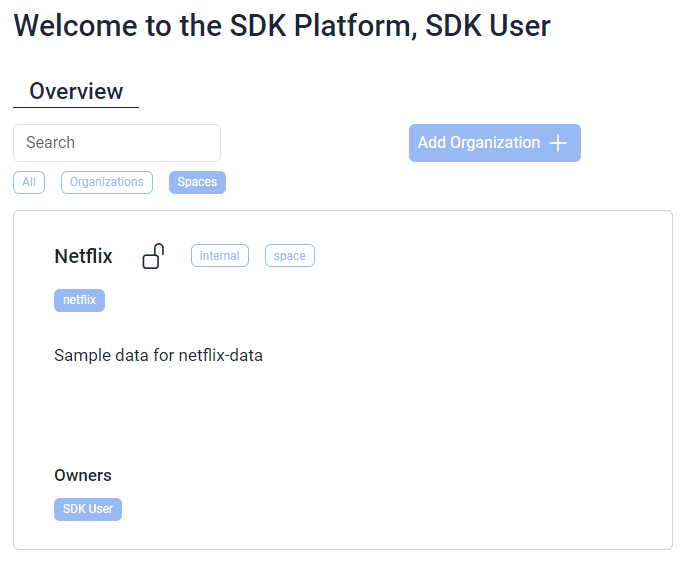 Welcome to the SDK Platform, SDK User
Overview
Search
Add Organization
All Organizations Spaces
Netflix internal space
netflix
Sample data for netflix-data
Owners
SDK User